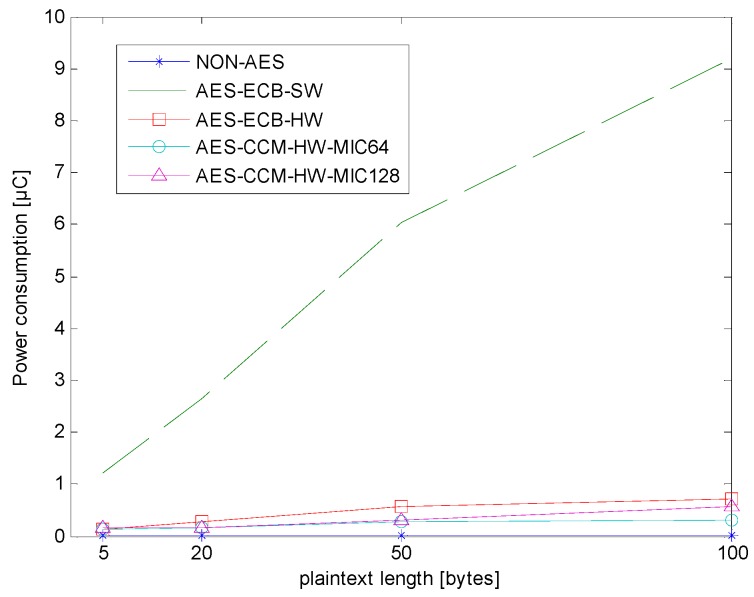 10
9
8
7
6
5
4
3
2
1
0
Power consumption [µC]
NON-AES
AES-ECB-SW
AES-ECB-HW
AES-CCM-HW-MIC64
AES-CCM-HW-MIC128
5 20 50 100
plaintext length [bytes]